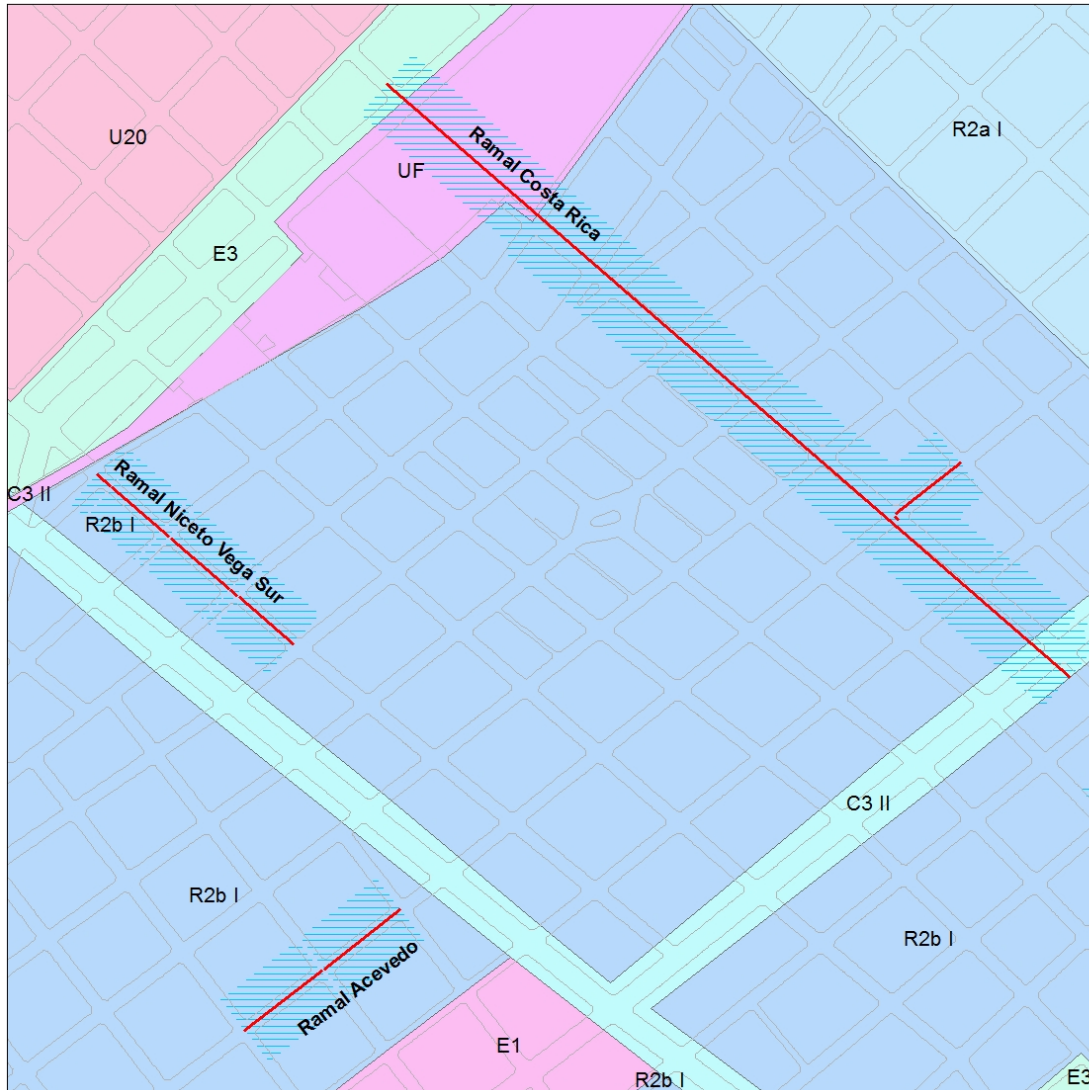 U20
R2a I
Ramal Costa Rica
UF
E3
C3 II
Ramal Niceto Vega Sur
R2b I
C3 II
R2b I
R2b I
Ramal Acevedo
E1
R2b I
E3